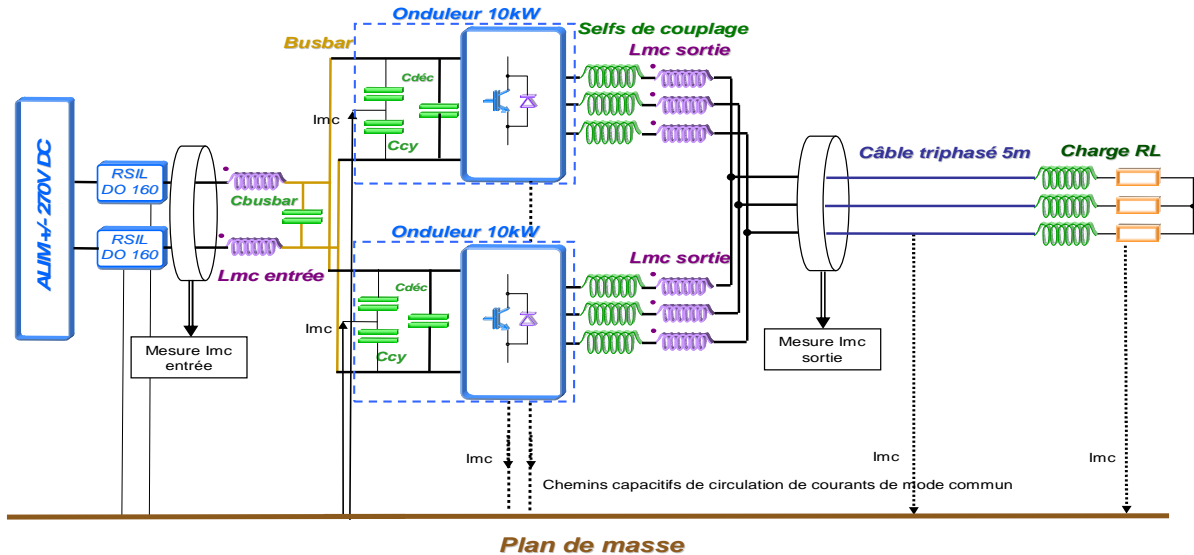 Onduleur 10kW
Selfs de couplage
Busbar
Lmc sortie
Cdéc
Imc
Ccy
ALIM +/- 270V DC
RSIL
DO 160
Câble triphasé 5m
Charge RL
Cbusbar
RSIL
DO 160
Onduleur 10kW
Lmc entrée
Lmc sortie
Cdéc
Imc
Ccy
Mesure Imc
entrée
Mesure Imc
sortie
Imc
Imc
Imc
Chemins capacitifs de circulation de courants de mode commun
Plan de masse